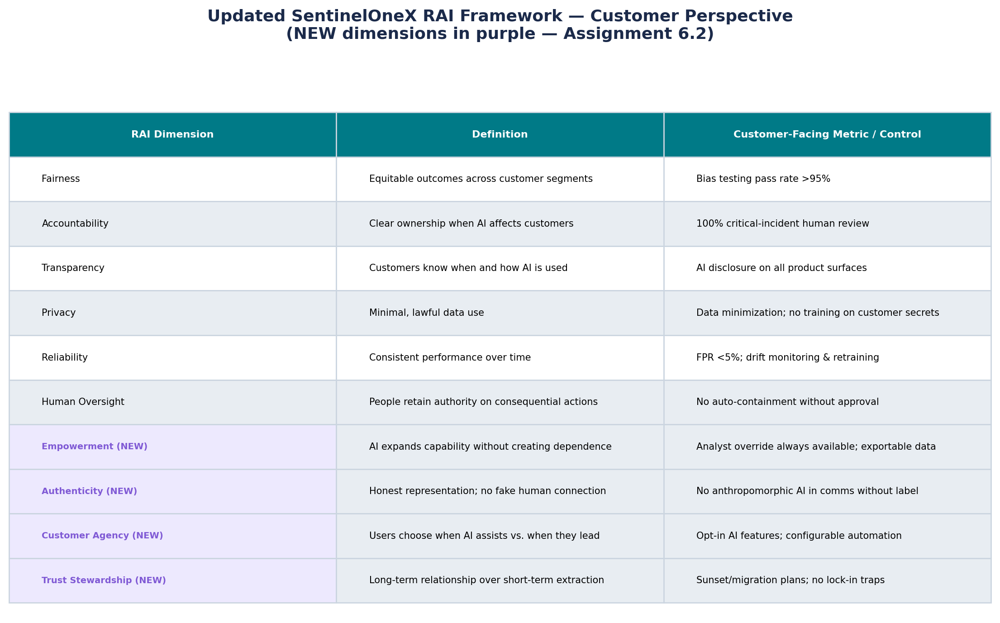 Updated SentinelOneX RAI Framework — Customer Perspective
(NEW dimensions in purple — Assignment 6.2)
RAI Dimension Definition Customer-Facing Metric / Control
Fairness Equitable outcomes across customer segments Bias testing pass rate >95%
Accountability Clear ownership when AI affects customers 100% critical-incident human review
Transparency Customers know when and how AI is used AI disclosure on all product surfaces
Privacy Minimal, lawful data use Data minimization; no training on customer secrets
Reliability Consistent performance over time FPR <5%; drift monitoring & retraining
Human Oversight People retain authority on consequential actions No auto-containment without approval
Empowerment (NEW) AI expands capability without creating dependence Analyst override always available; exportable data
Authenticity (NEW) Honest representation; no fake human connection No anthropomorphic AI in comms without label
Customer Agency (NEW) Users choose when AI assists vs. when they lead Opt-in AI features; configurable automation
Trust Stewardship (NEW) Long-term relationship over short-term extraction Sunset/migration plans; no lock-in traps